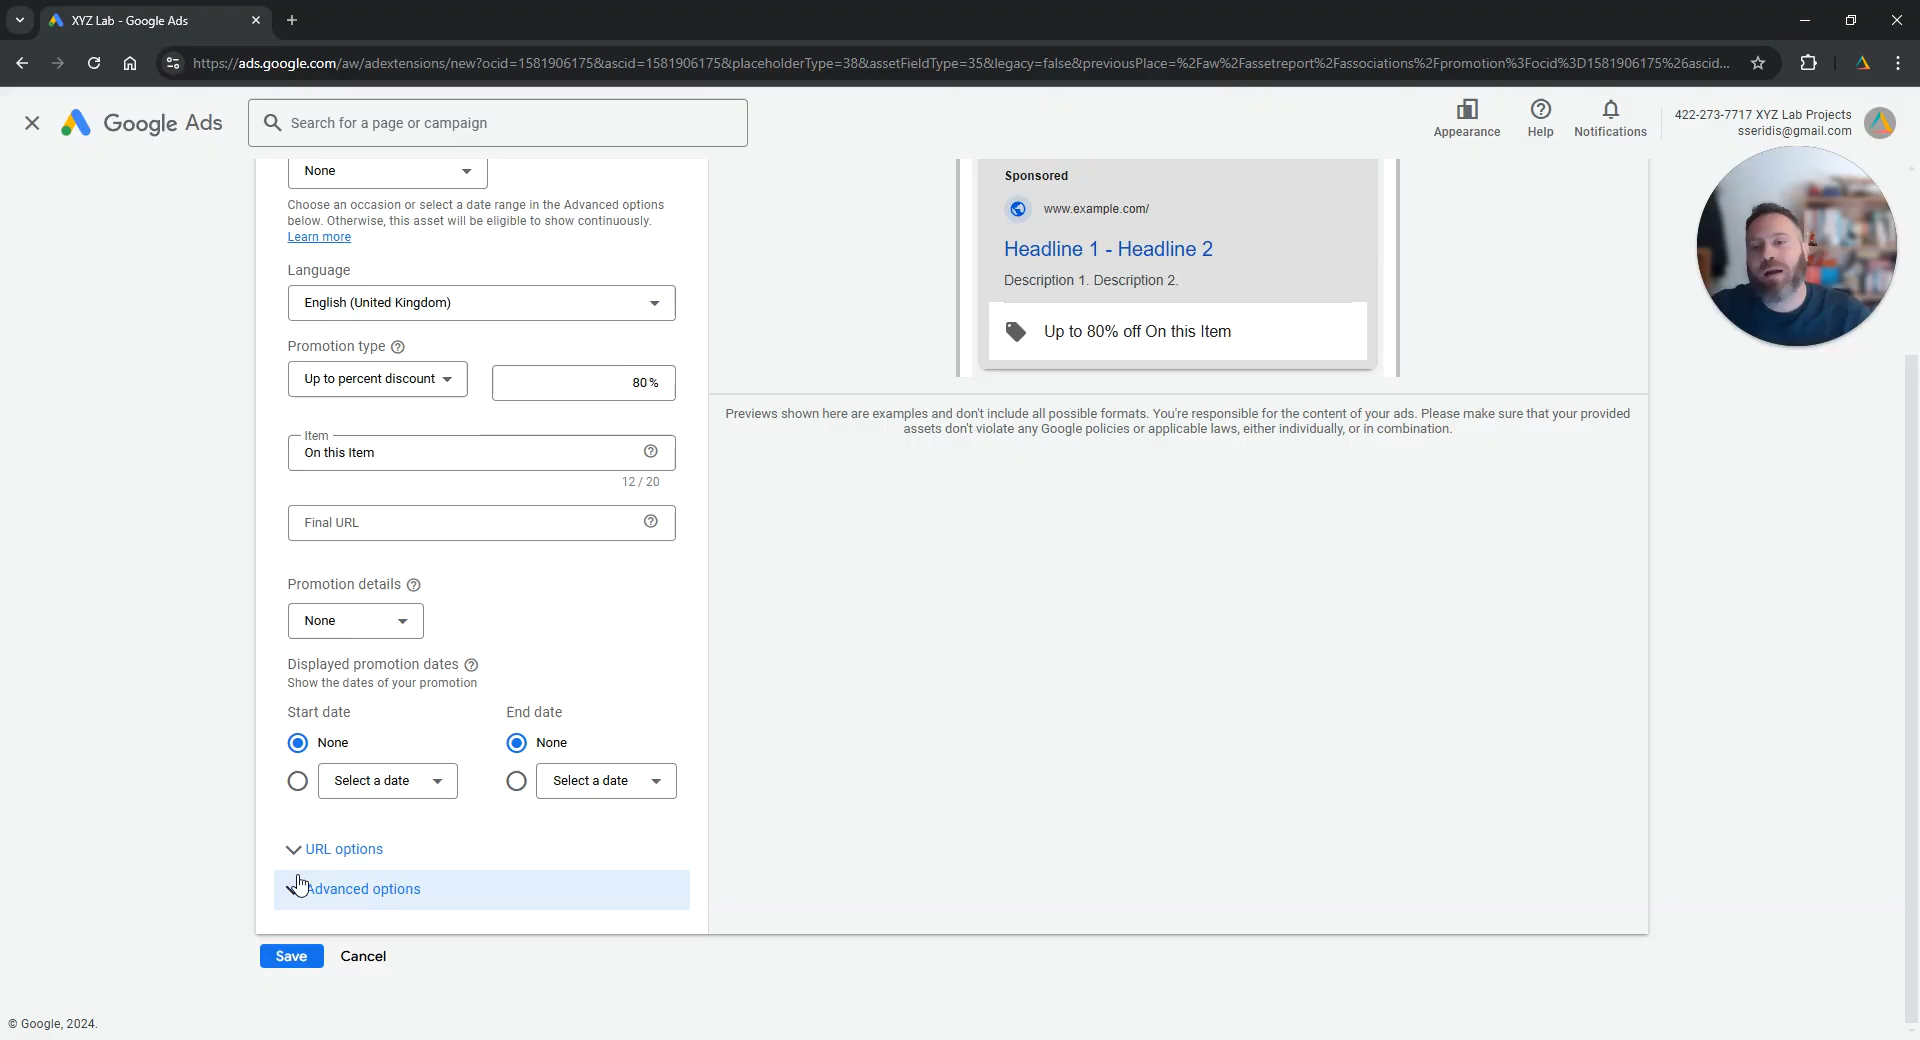 XYZ Lab - Google Ads
https://ads.google.com/aw/adextensions/new?ocid=1581906175&ascid=1581906175&placeholderType=38&assetFieldType=35&legacy=false&previousPlace=%2Faw%2Fassetreport%2Fassociations%2Fpromotion%3Focid%3D1581906175%26ascid...
Google Ads
Search for a page or campaign
Appearance
Help
Notifications
422-273-7717 XYZ Lab Projects
sseridis@gmail.com
None
Choose an occasion or select a date range in the Advanced options
below. Otherwise, this asset will be eligible to show continuously.
Learn more
Language
English (United Kingdom)
Promotion type
Up to percent discount
80%
Item
On this Item
12 / 20
Final URL
Promotion details
None
Displayed promotion dates
Show the dates of your promotion
Start date
End date
None
None
Select a date
Select a date
URL options
Advanced options
Save
Cancel
Sponsored
www.example.com/
Headline 1 - Headline 2
Description 1. Description 2.
Up to 80% off On this Item
Previews shown here are examples and don't include all possible formats. You're responsible for the content of your ads. Please make sure that your provided
assets don't violate any Google policies or applicable laws, either individually, or in combination.
© Google, 2024.